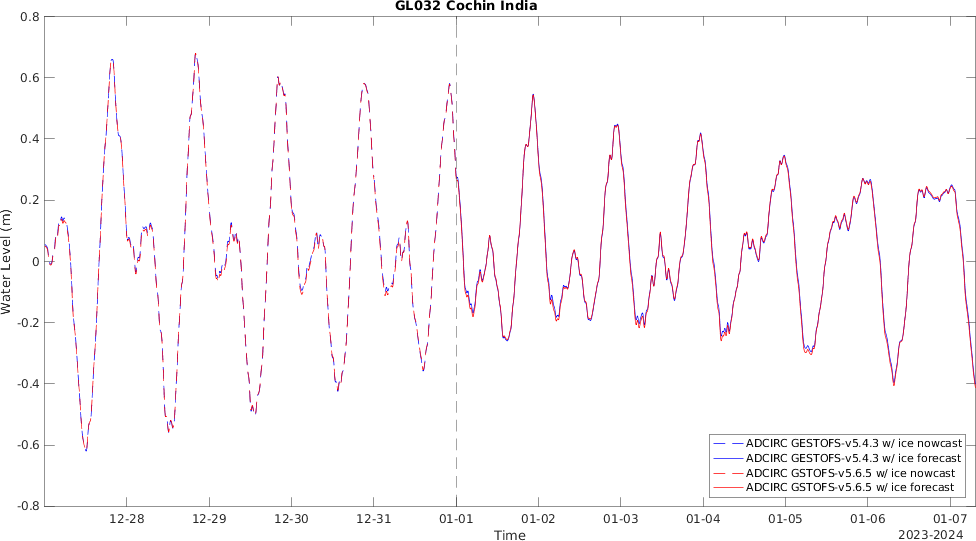 GL032 Cochin India
0.8
0.6
0.4
0.2
0
-0.2
-0.4
-0.6
-0.8
Water Level (m)
ADCIRC GESTOFS-v5.4.3 w/ ice nowcast
ADCIRC GESTOFS-v5.4.3 w/ ice forecast
ADCIRC GSTOFS-v5.6.5 w/ ice nowcast
ADCIRC GSTOFS-v5.6.5 w/ ice forecast
12-28 12-29 12-30 12-31 01-01 01-02 01-03 01-04 01-05 01-06 01-07
Time
2023-2024